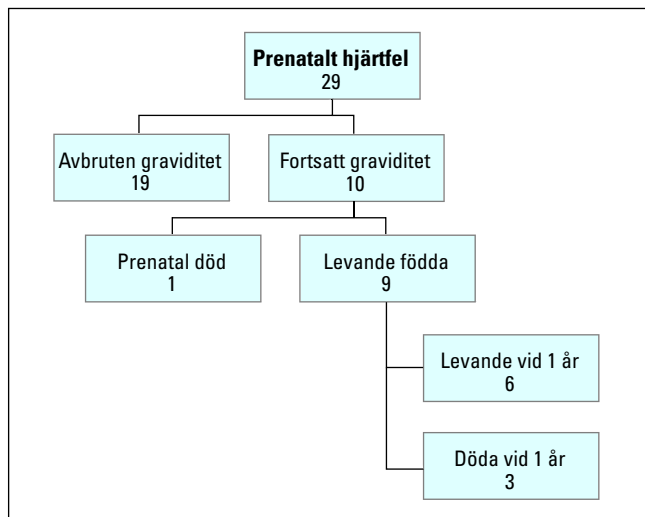 Prenatalt hjärtfel
29
Avbruten graviditet
19
Fortsatt graviditet
10
Prenatal död
1
Levande födda
9
Levande vid 1 år
6
Döda vid 1 år
3